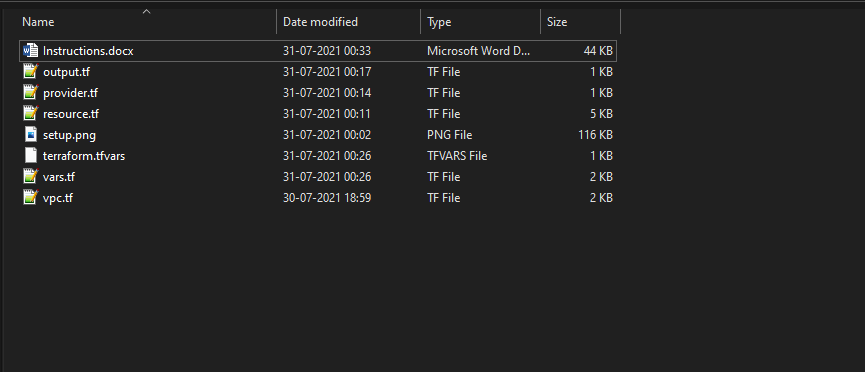 Name Date modified Type Size
Instructions.docx 31-07-2021 00:33 Microsoft Word D... 44 KB
output.tf 31-07-2021 00:17 TF File 1 KB
provider.tf 31-07-2021 00:14 TF File 1 KB
resource.tf 31-07-2021 00:11 TF File 5 KB
setup.png 31-07-2021 00:02 PNG File 116 KB
terraform.tfvars 31-07-2021 00:26 TFVARS File 1 KB
vars.tf 31-07-2021 00:26 TF File 2 KB
vpc.tf 30-07-2021 18:59 TF File 2 KB